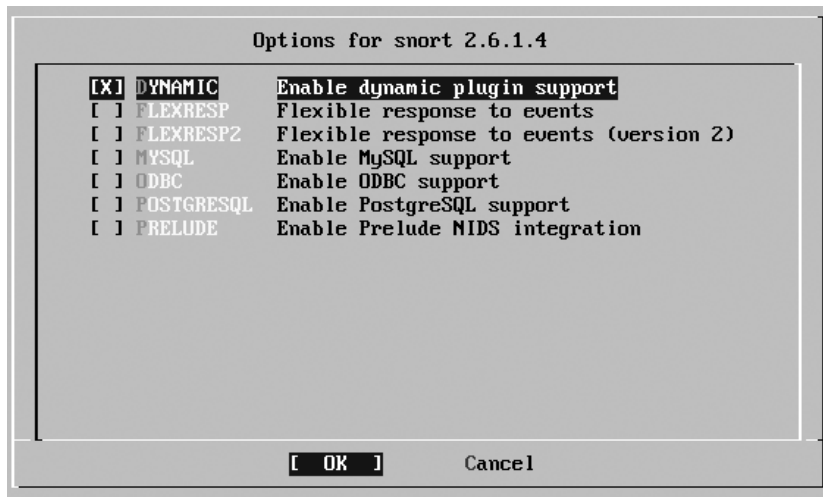 Options for snort 2.6.1.4
[X] DYNAMIC Enable dynamic plugin support
[ ] FLEXRESP Flexible response to events
[ ] FLEXRESP2 Flexible response to events (version 2)
[ ] MYSQL Enable MySQL support
[ ] ODBC Enable ODBC support
[ ] POSTGRESQL Enable PostgreSQL support
[ ] PRELUDE Enable Prelude NIDS integration
[ OK ] Cancel